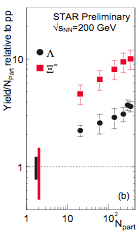 STAR Preliminary
√sNN=200 GeV
Λ
Ξ⁻
Yield/Npart relative to pp
10
1
(b)
1
10
10²
Npart